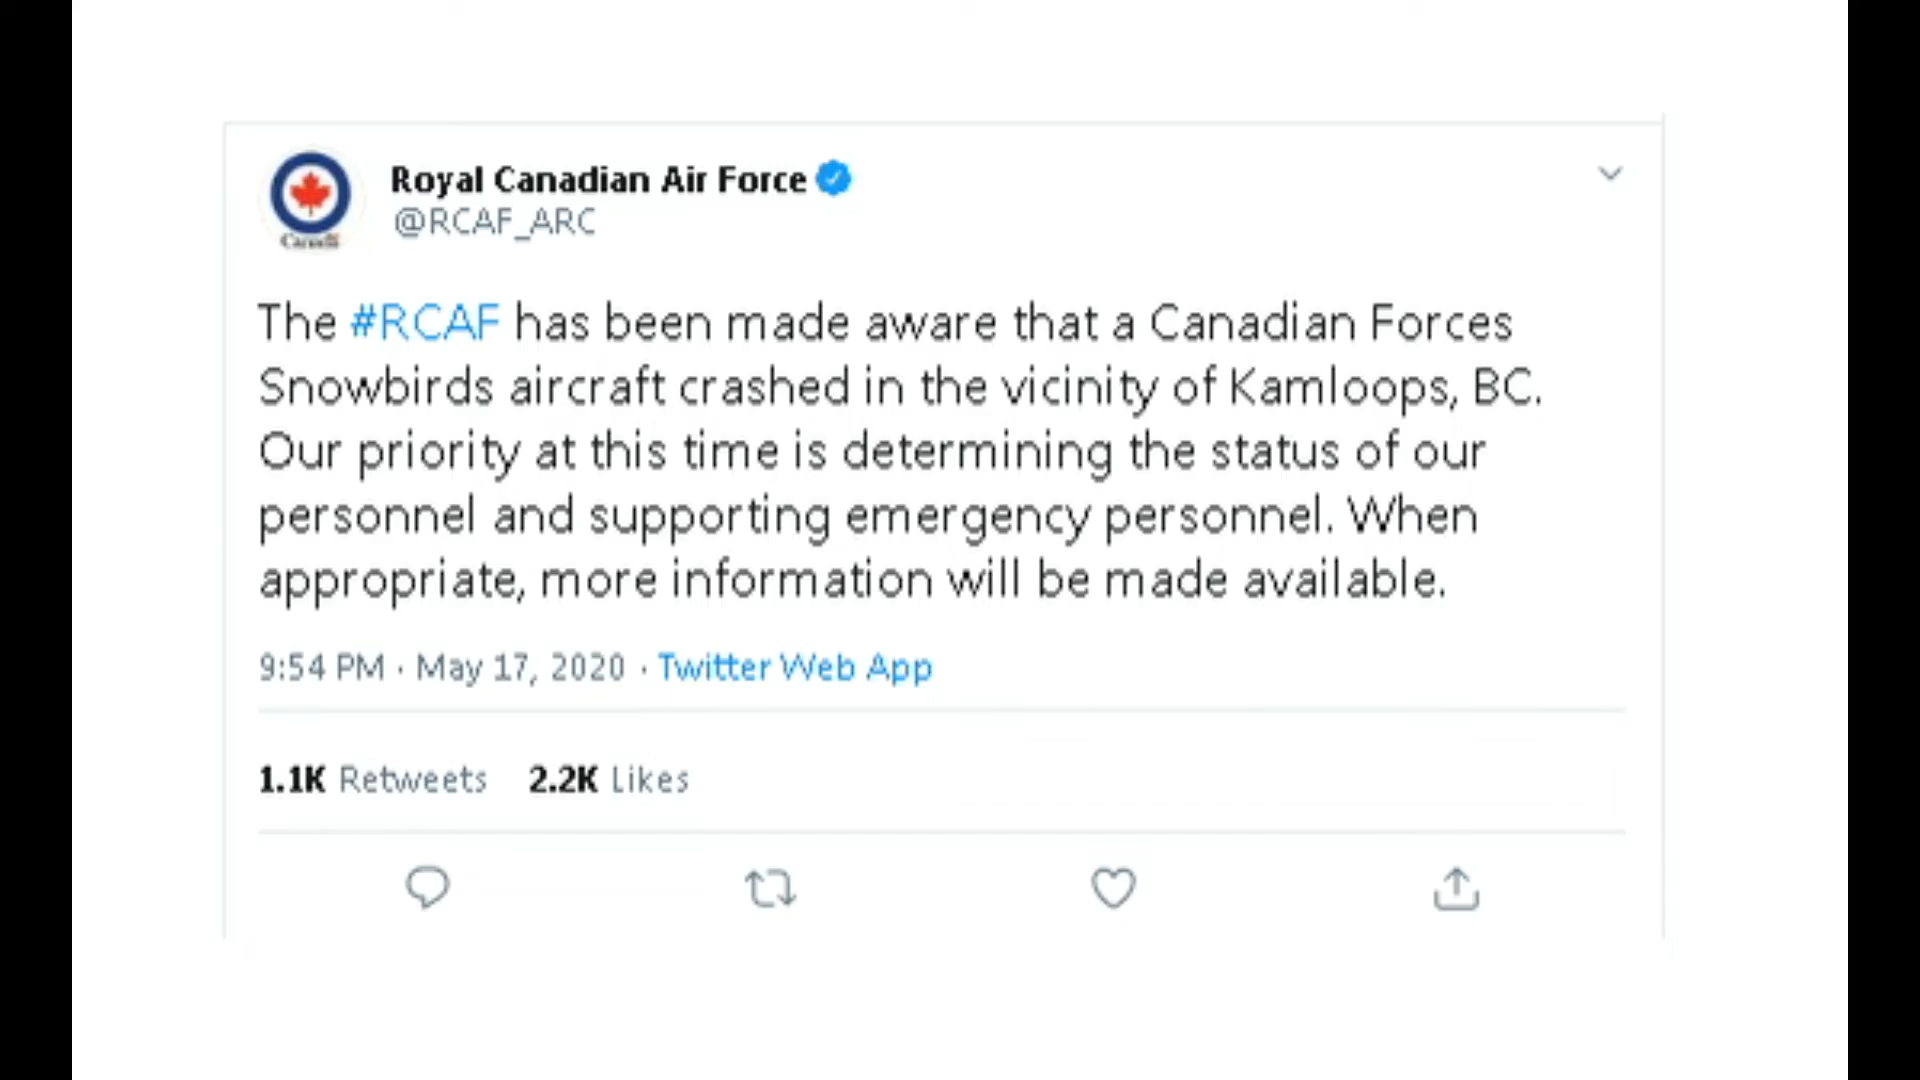 Royal Canadian Air Force
@RCAF_ARC
Canada
The #RCAF has been made aware that a Canadian Forces
Snowbirds aircraft crashed in the vicinity of Kamloops, BC.
Our priority at this time is determining the status of our
personnel and supporting emergency personnel. When
appropriate, more information will be made available.
9:54 PM · May 17, 2020 · Twitter Web App
1.1K Retweets 2.2K Likes